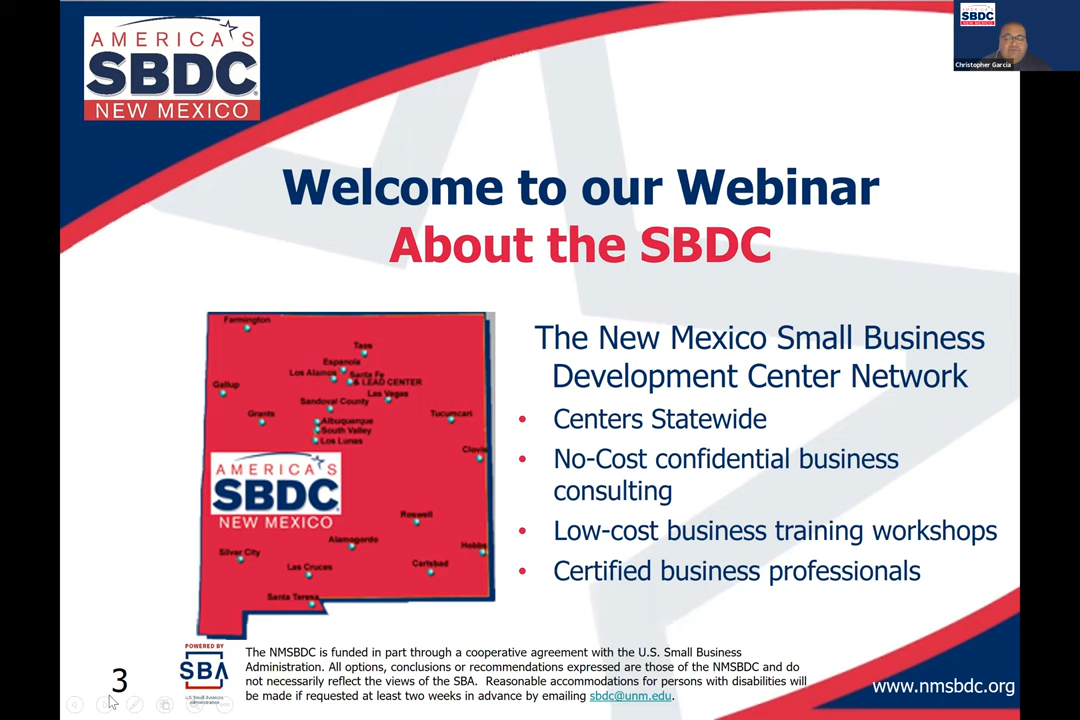 AMERICA'S
SBDC
NEW MEXICO
SBDC
NEW MEXICO
Christopher Garcia
Welcome to our Webinar
About the SBDC
Farmington
Taos
Espanola
Los Alamos
Santa Fe
& LEAD CENTER
Las Vegas
Gallup
Sandoval County
Grants
Tucumcari
Albuquerque
South Valley
Los Lunas
Clovis
AMERICA'S
SBDC
NEW MEXICO
Roswell
Alamogordo
Hobbs
Silver City
Las Cruces
Carlsbad
Santa Teresa
The New Mexico Small Business
Development Center Network
• Centers Statewide
• No-Cost confidential business
consulting
• Low-cost business training workshops
• Certified business professionals
POWERED BY
SBA
U.S. Small Business
Administration
The NMSBDC is funded in part through a cooperative agreement with the U.S. Small Business
Administration. All options, conclusions or recommendations expressed are those of the NMSBDC and do
not necessarily reflect the views of the SBA. Reasonable accommodations for persons with disabilities will
be made if requested at least two weeks in advance by emailing sbdc@unm.edu.
3
www.nmsbdc.org